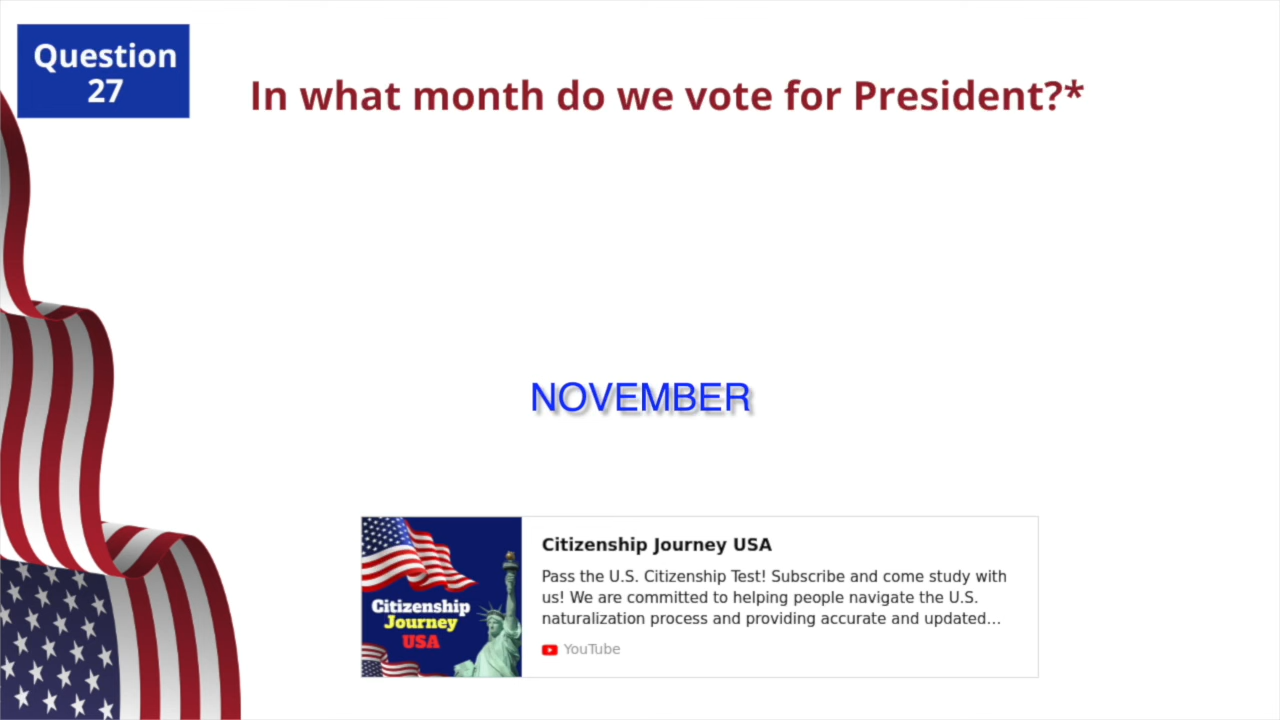 Question
27
In what month do we vote for President?*
NOVEMBER
Citizenship Journey USA
Pass the U.S. Citizenship Test! Subscribe and come study with
us! We are committed to helping people navigate the U.S.
naturalization process and providing accurate and updated...
YouTube
Citizenship
Journey
USA